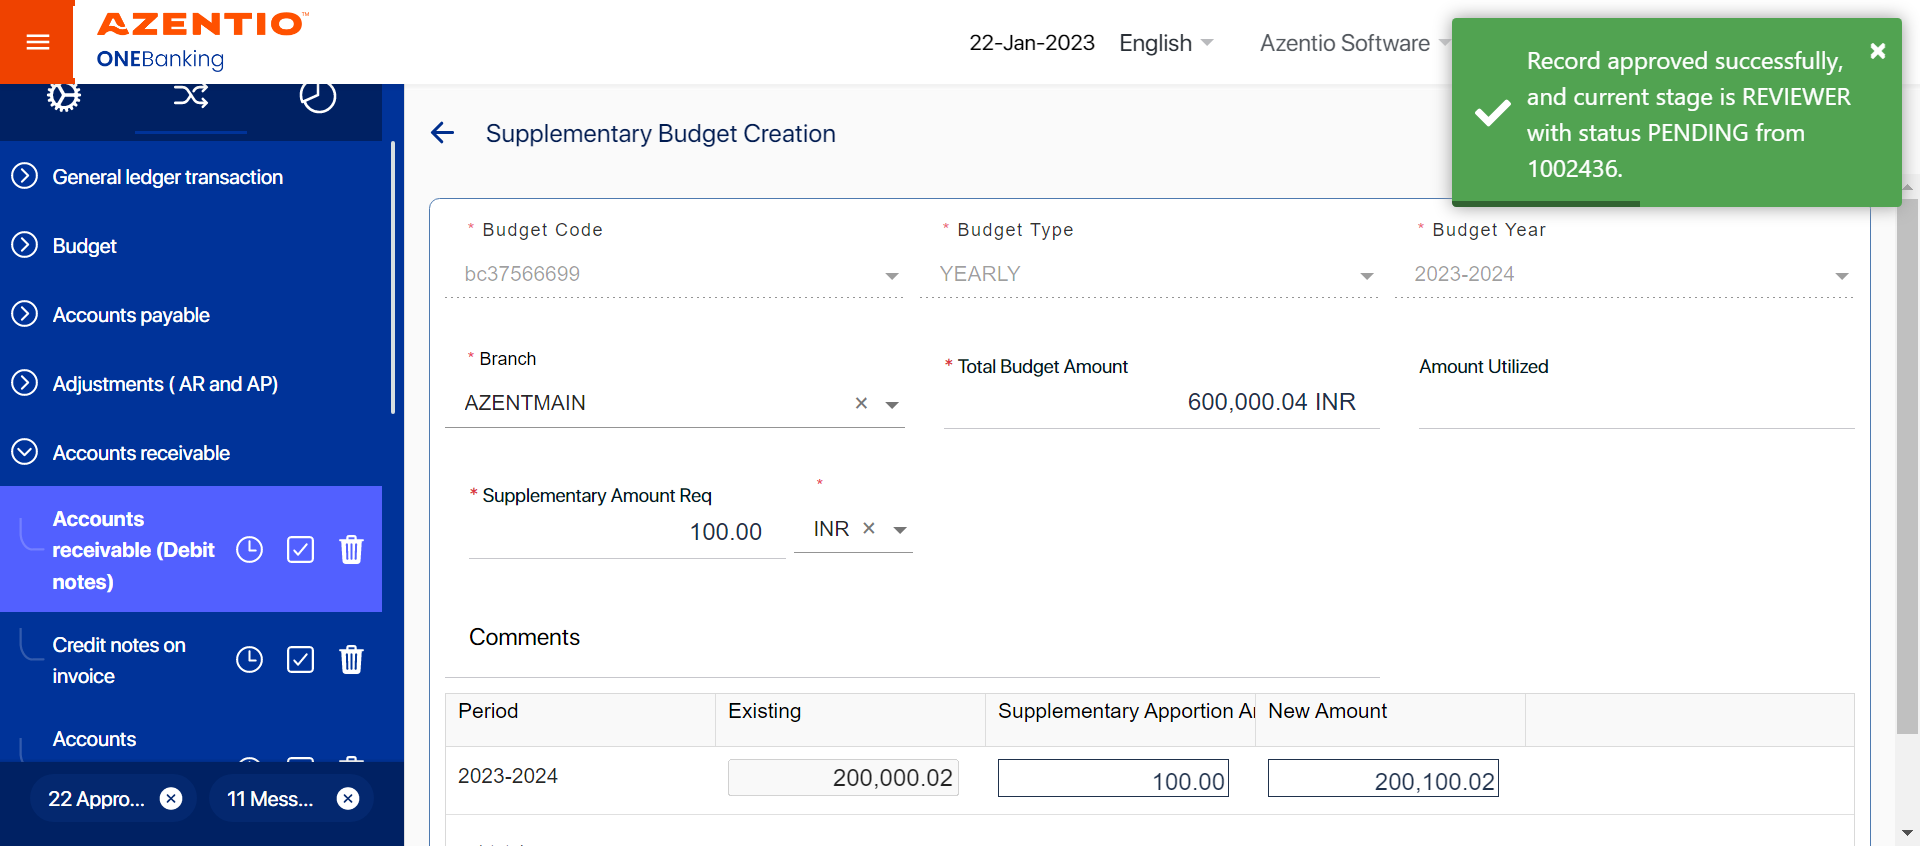 AZENTIO™
ONEBanking
22-Jan-2023
English
Azentio Software
Record approved successfully,
and current stage is REVIEWER
with status PENDING from
1002436.
General ledger transaction
Budget
Accounts payable
Adjustments ( AR and AP)
Accounts receivable
Accounts
receivable (Debit
notes)
Credit notes on
invoice
Accounts
22 Appro...
11 Mess...
Supplementary Budget Creation
* Budget Code
bc37566699
* Budget Type
YEARLY
* Budget Year
2023-2024
* Branch
AZENTMAIN
* Total Budget Amount
600,000.04 INR
Amount Utilized
* Supplementary Amount Req
100.00
*
INR
Comments
Period
Existing
Supplementary Apportion
New Amount
2023-2024
200,000.02
100.00
200,100.02